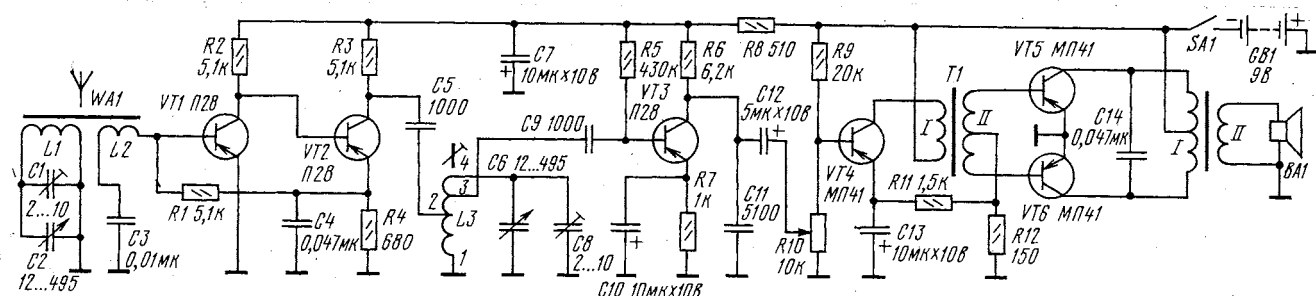 WA1
L1
L2
C1
2...10
C2
12...495
C3
0,01мк
R1 5,1к
R2
5,1к
VT1 П28
R3
5,1к
VT2
П28
C4
0,047мк
R4
680
C5
1000
2
4
3
L3
1
C7
+
10мк×10В
C9 1000
C6 12...495
C8
2...10
R5
430к
VT3
П28
R6
6,2к
R7
1к
+
C10 10мк×10В
R8 510
C12
5мк×10В
+
C11
5100
R9
20к
R10
10к
VT4
МП41
C13
+
10мк×10В
R11 1,5к
I
T1
II
R12
150
VT5 МП41
VT6 МП41
C14
0,047мк
I
II
SA1
-
+
GB1
9В
BA1